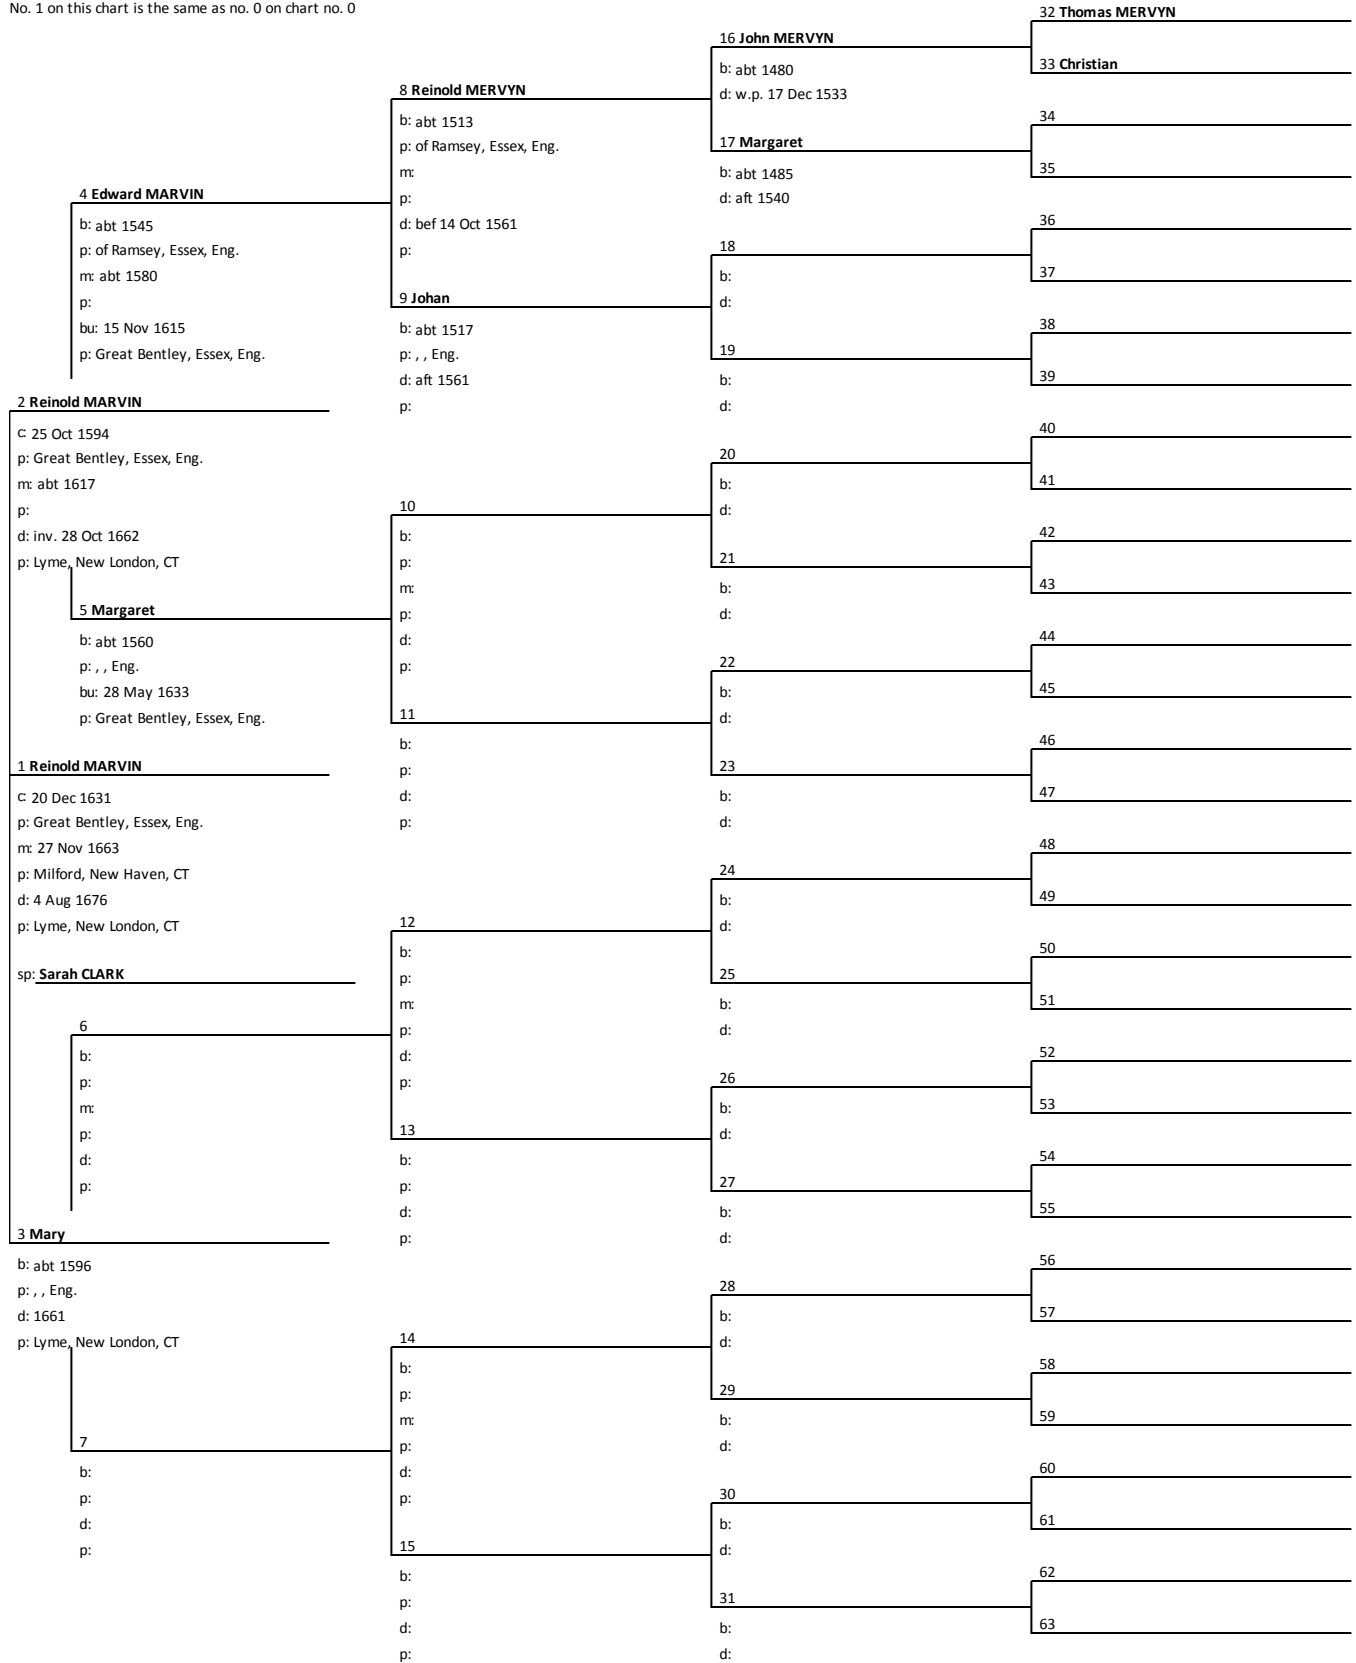 No. 1 on this chart is the same as no. 0 on chart no. 0
2 Reinold MARVIN
c: 25 Oct 1594
p: Great Bentley, Essex, Eng.
m: abt 1617
p:
d: inv. 28 Oct 1662
p: Lyme, New London, CT
1 Reinold MARVIN
c: 20 Dec 1631
p: Great Bentley, Essex, Eng.
m: 27 Nov 1663
p: Milford, New Haven, CT
d: 4 Aug 1676
p: Lyme, New London, CT
sp: Sarah CLARK
3 Mary
b: abt 1596
p: , , Eng.
d: 1661
p: Lyme, New London, CT
4 Edward MARVIN
b: abt 1545
p: of Ramsey, Essex, Eng.
m: abt 1580
p:
bu: 15 Nov 1615
p: Great Bentley, Essex, Eng.
5 Margaret
b: abt 1560
p: , , Eng.
bu: 28 May 1633
p: Great Bentley, Essex, Eng.
6
b:
p:
m:
p:
d:
p:
7
b:
p:
d:
p:
8 Reinold MERVYN
b: abt 1513
p: of Ramsey, Essex, Eng.
m:
p:
d: bef 14 Oct 1561
p:
9 Johan
b: abt 1517
p: , , Eng.
d: aft 1561
p:
10
b:
p:
m:
p:
d:
p:
11
b:
p:
d:
p:
12
b:
p:
m:
p:
d:
p:
13
b:
p:
d:
p:
14
b:
p:
m:
p:
d:
p:
15
b:
p:
d:
p:
16 John MERVYN
b: abt 1480
d: w.p. 17 Dec 1533
17 Margaret
b: abt 1485
d: aft 1540
18
b:
d:
19
b:
d:
20
b:
d:
21
b:
d:
22
b:
d:
23
b:
d:
24
b:
d:
25
b:
d:
26
b:
d:
27
b:
d:
28
b:
d:
29
b:
d:
30
b:
d:
31
b:
d:
32 Thomas MERVYN
33 Christian
34
35
36
37
38
39
40
41
42
43
44
45
46
47
48
49
50
51
52
53
54
55
56
57
58
59
60
61
62
63